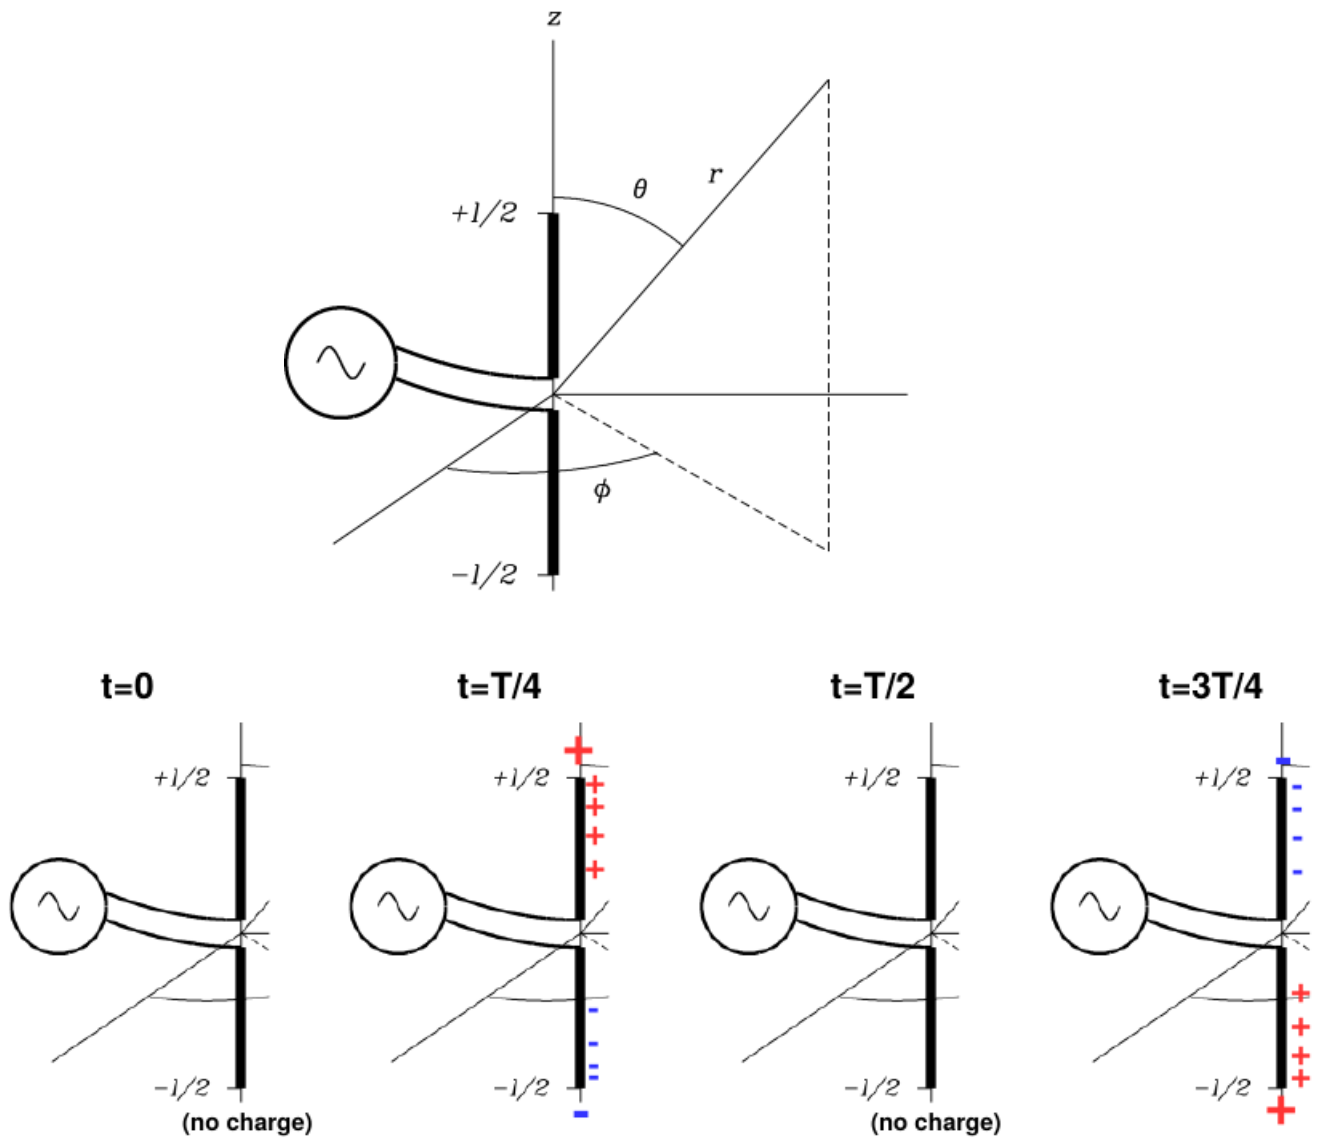 z
r
θ
+l/2
ϕ
−l/2
t=0
t=T/4
t=T/2
t=3T/4
+
+l/2
+l/2
+l/2
-
+l/2
+
-
+
-
+
-
+
-
-
+
-
+
-
+
-
+
−l/2
−l/2
−l/2
−l/2
(no charge)
-
(no charge)
+